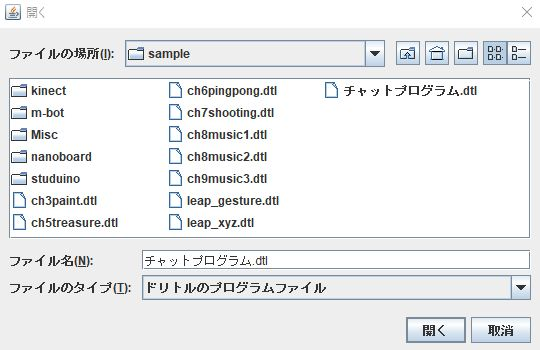 開く
ファイルの場所(I):
sample
kinect
m-bot
Misc
nanoboard
studuino
ch3paint.dtl
ch5treasure.dtl
ch6pingpong.dtl
ch7shooting.dtl
ch8music1.dtl
ch8music2.dtl
ch9music3.dtl
leap_gesture.dtl
leap_xyz.dtl
チャットプログラム.dtl
ファイル名(N):
チャットプログラム.dtl
ファイルのタイプ(T):
ドリトルのプログラムファイル
開く
取消